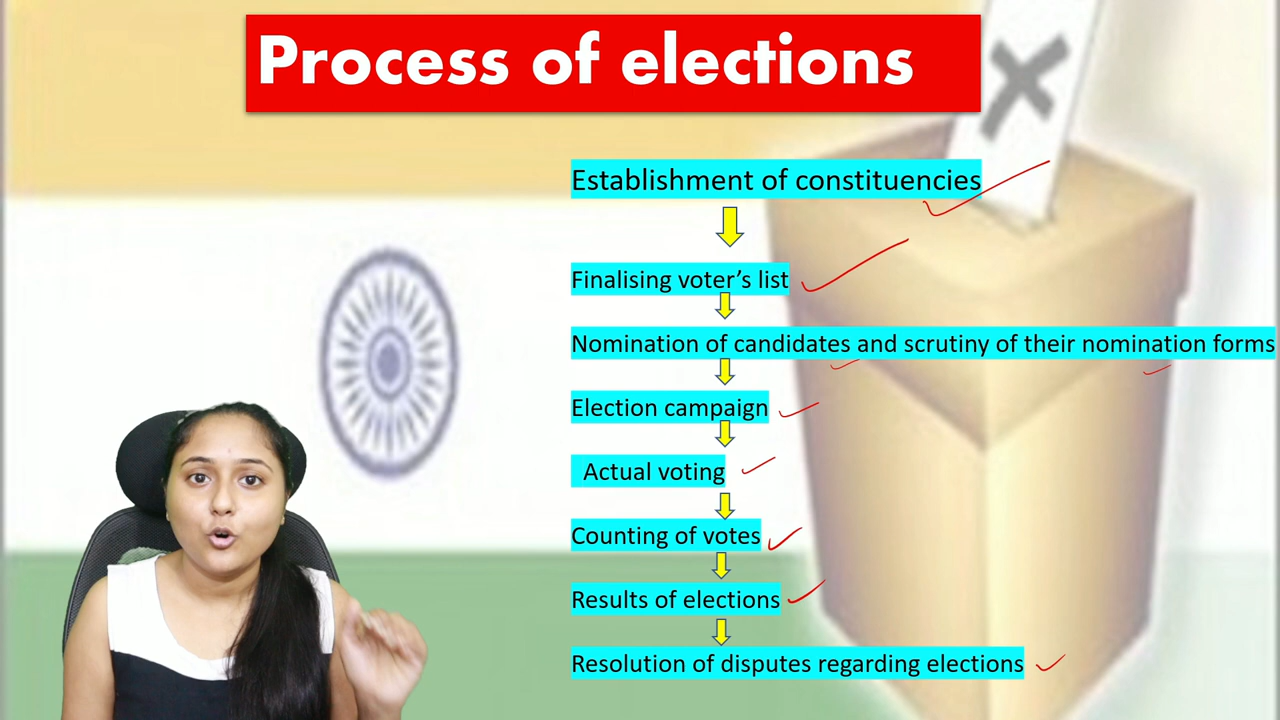 Process of elections
Establishment of constituencies
Finalising voter's list
Nomination of candidates and scrutiny of their nomination forms
Election campaign
Actual voting
Counting of votes
Results of elections
Resolution of disputes regarding elections